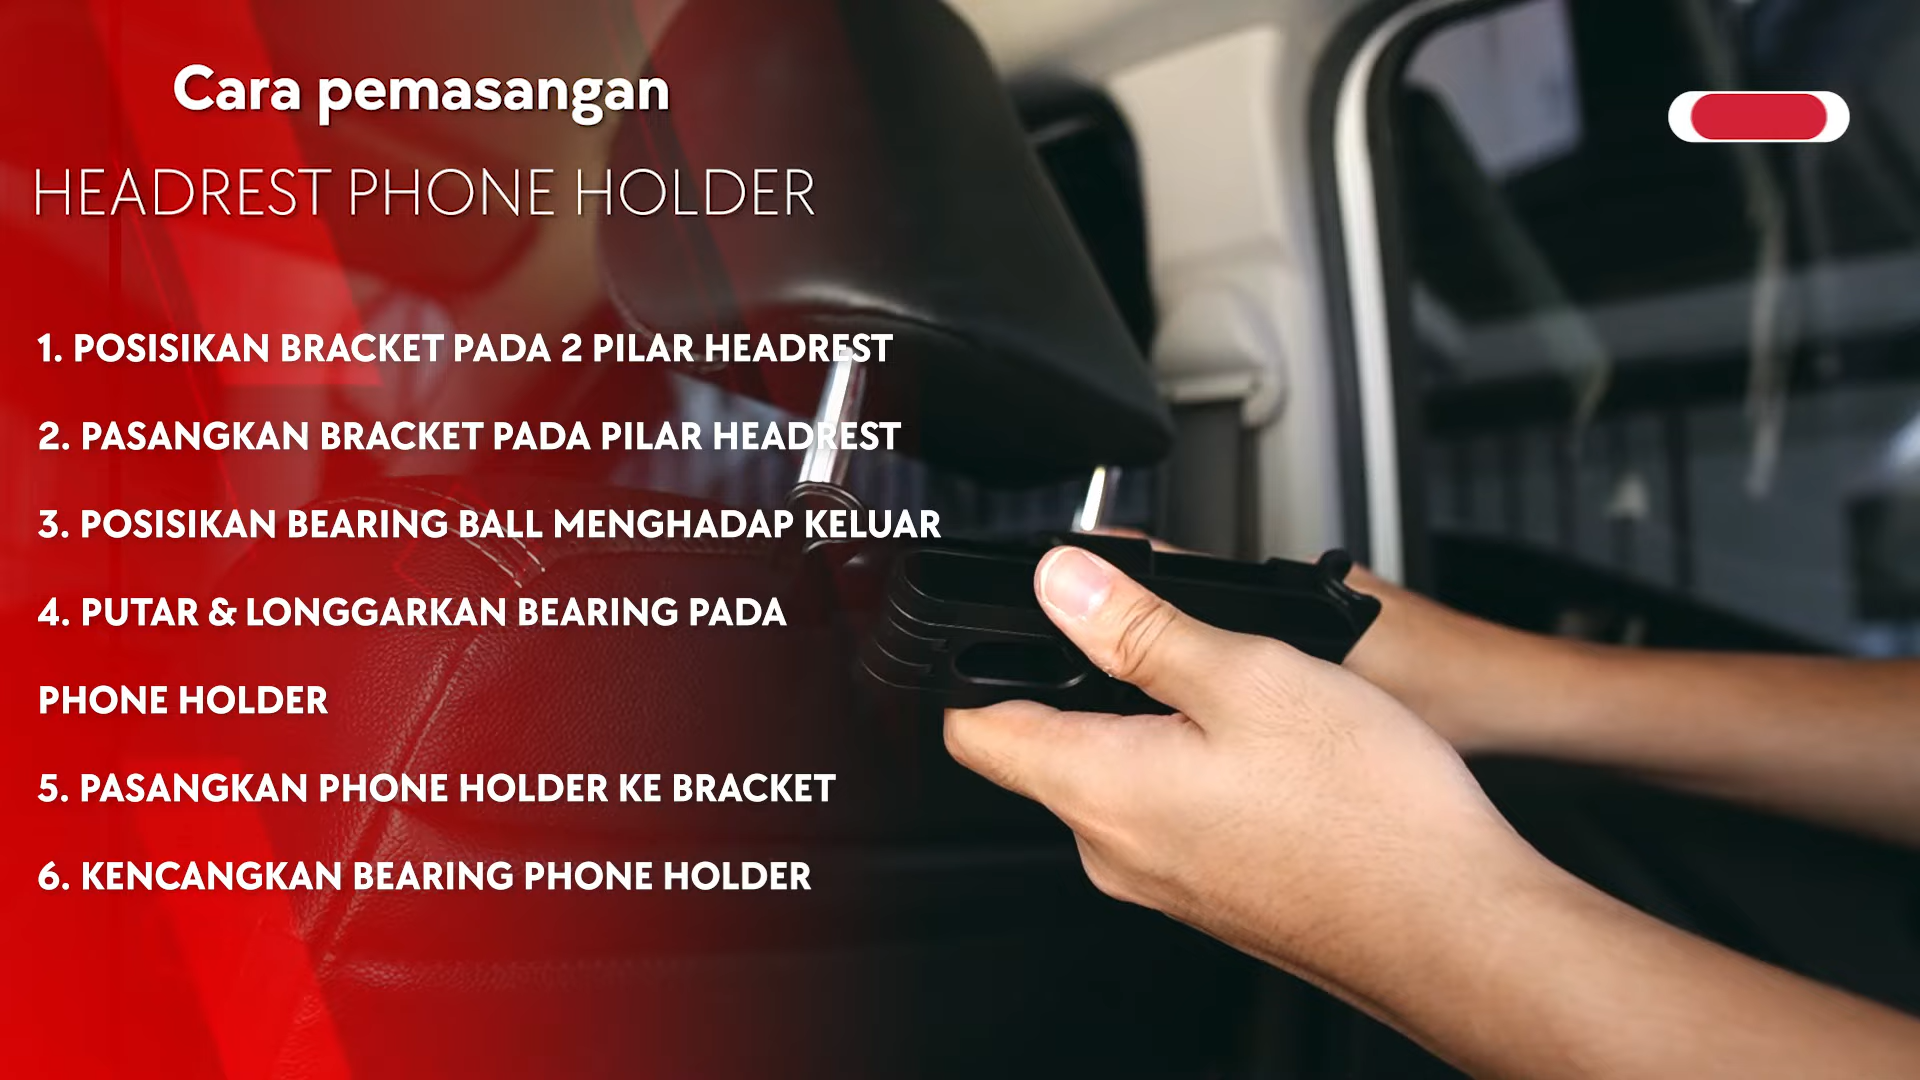 Cara pemasangan
HEADREST PHONE HOLDER
1. POSISIKAN BRACKET PADA 2 PILAR HEADREST
2. PASANGKAN BRACKET PADA PILAR HEADREST
3. POSISIKAN BEARING BALL MENGHADAP KELUAR
4. PUTAR & LONGGARKAN BEARING PADA
PHONE HOLDER
5. PASANGKAN PHONE HOLDER KE BRACKET
6. KENCANGKAN BEARING PHONE HOLDER